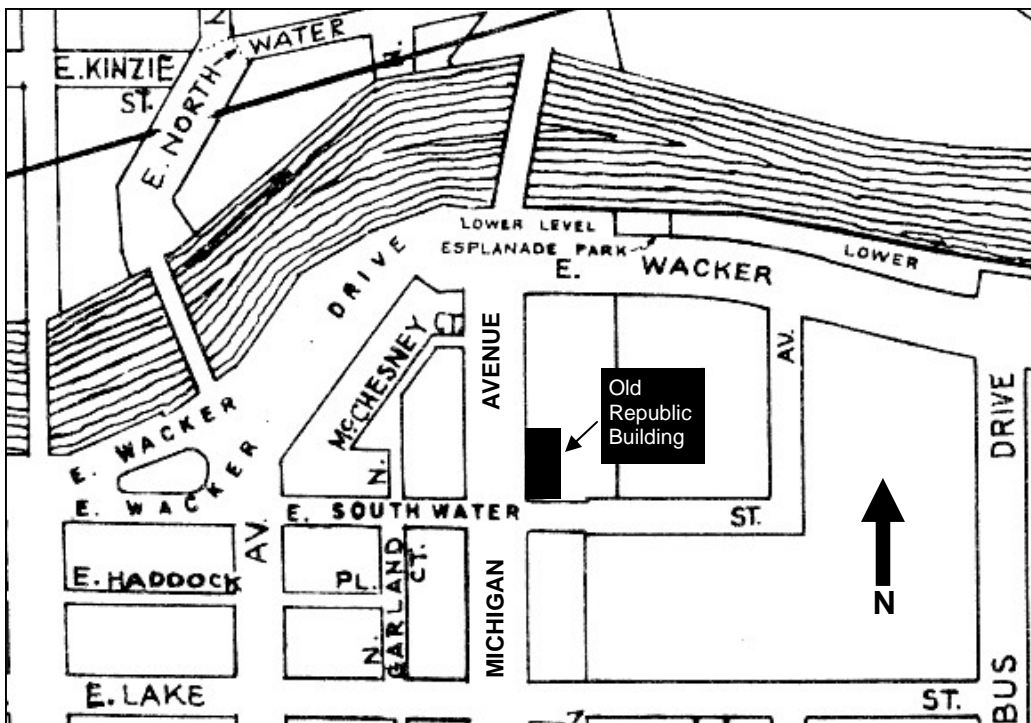 WATER
E. KINZIE
ST.
N.
E. NORTH
DRIVE
LOWER LEVEL
ESPLANADE PARK
LOWER
E. WACKER
AVENUE
AV.
McCHESNEY
CT.
Old
Republic
Building
DRIVE
E. WACKER
E. WACKER
N.
E. SOUTH WATER
ST.
AV.
E. HADDOCK
PL.
N. GARLAND
CT.
MICHIGAN
N
E. LAKE
ST.
BUS